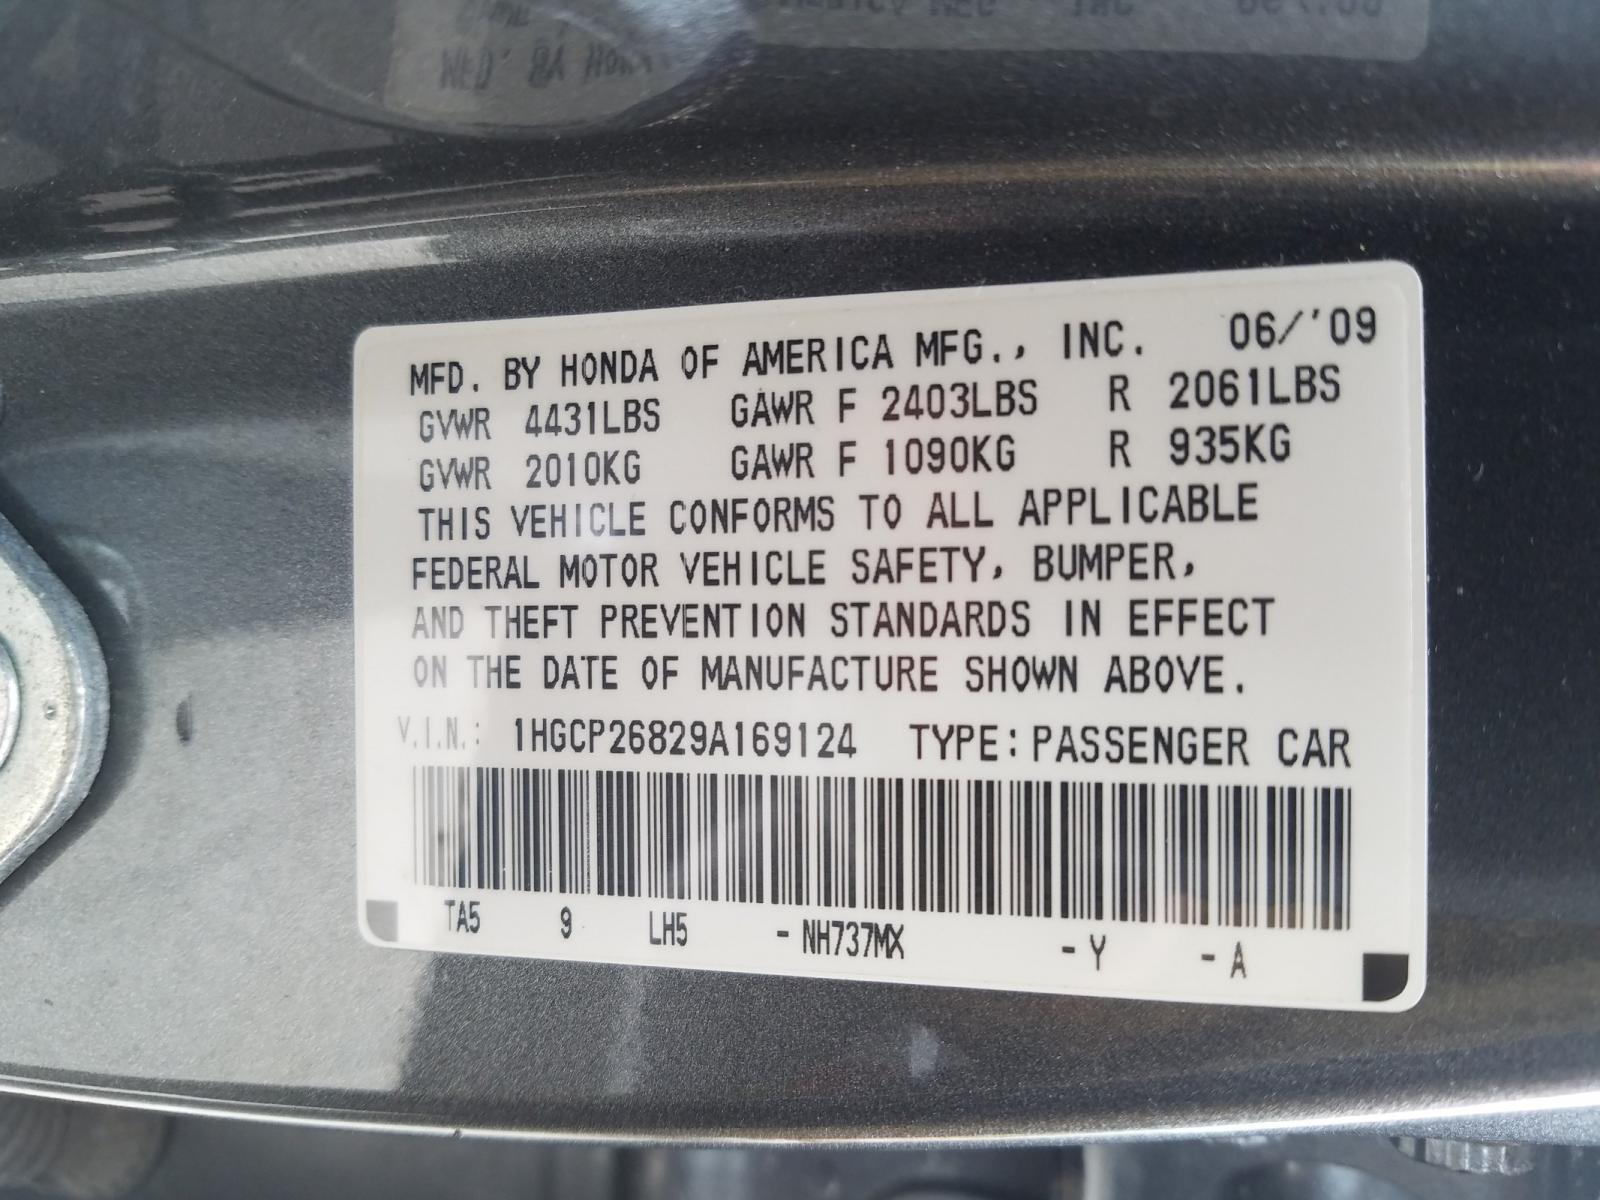 MFD. BY HONDA OF AMERICA MFG., INC. 06/'09
GVWR 4431LBS GAWR F 2403LBS R 2061LBS
GVWR 2010KG GAWR F 1090KG R 935KG
THIS VEHICLE CONFORMS TO ALL APPLICABLE
FEDERAL MOTOR VEHICLE SAFETY, BUMPER,
AND THEFT PREVENTION STANDARDS IN EFFECT
ON THE DATE OF MANUFACTURE SHOWN ABOVE.
V.I.N.: 1HGCP26829A169124 TYPE: PASSENGER CAR
TA5 9 LH5 -NH737MX -Y -A